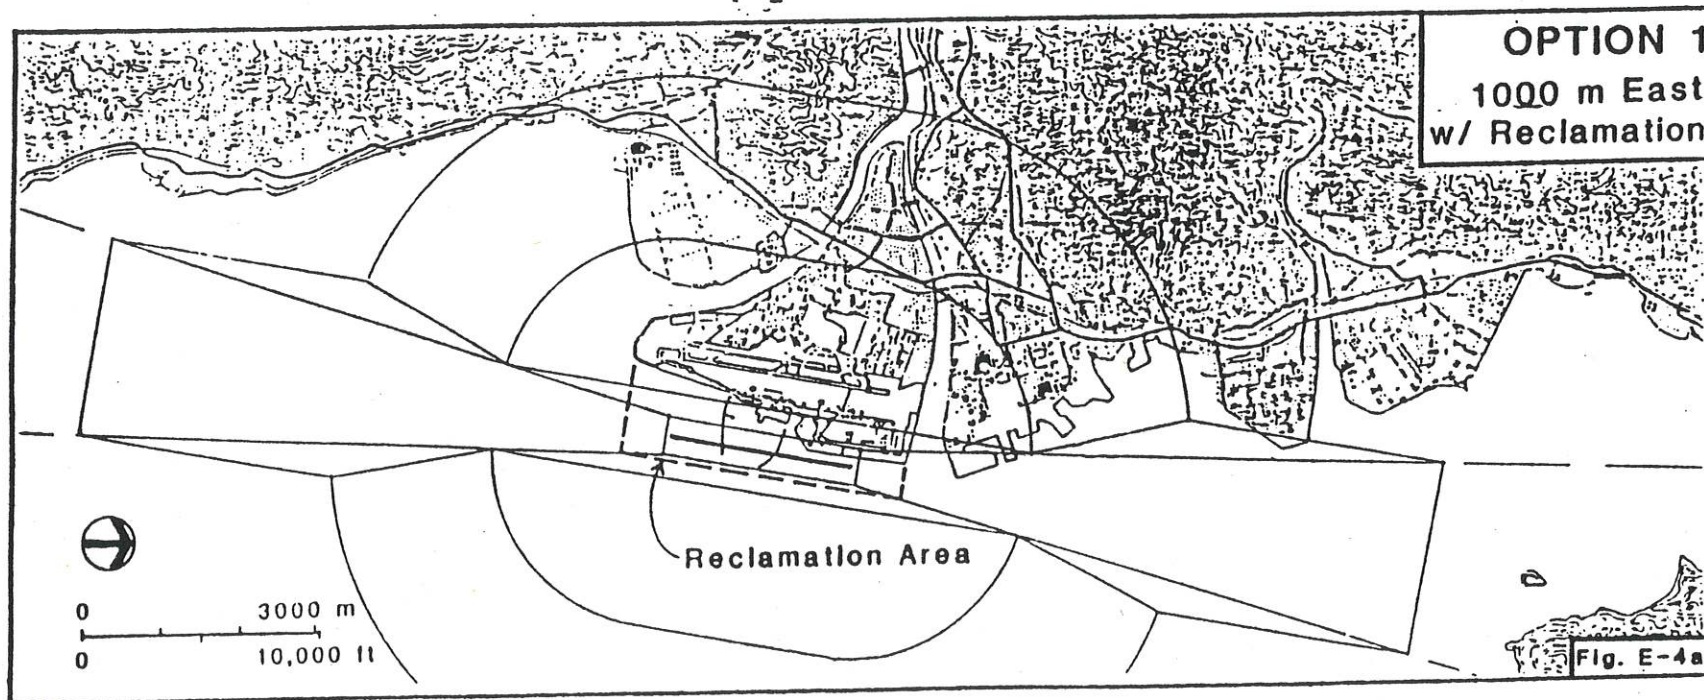 OPTION 1
1000 m East
w/ Reclamation
Reclamation Area
0 3000 m
0 10,000 ft
Fig. E-4a